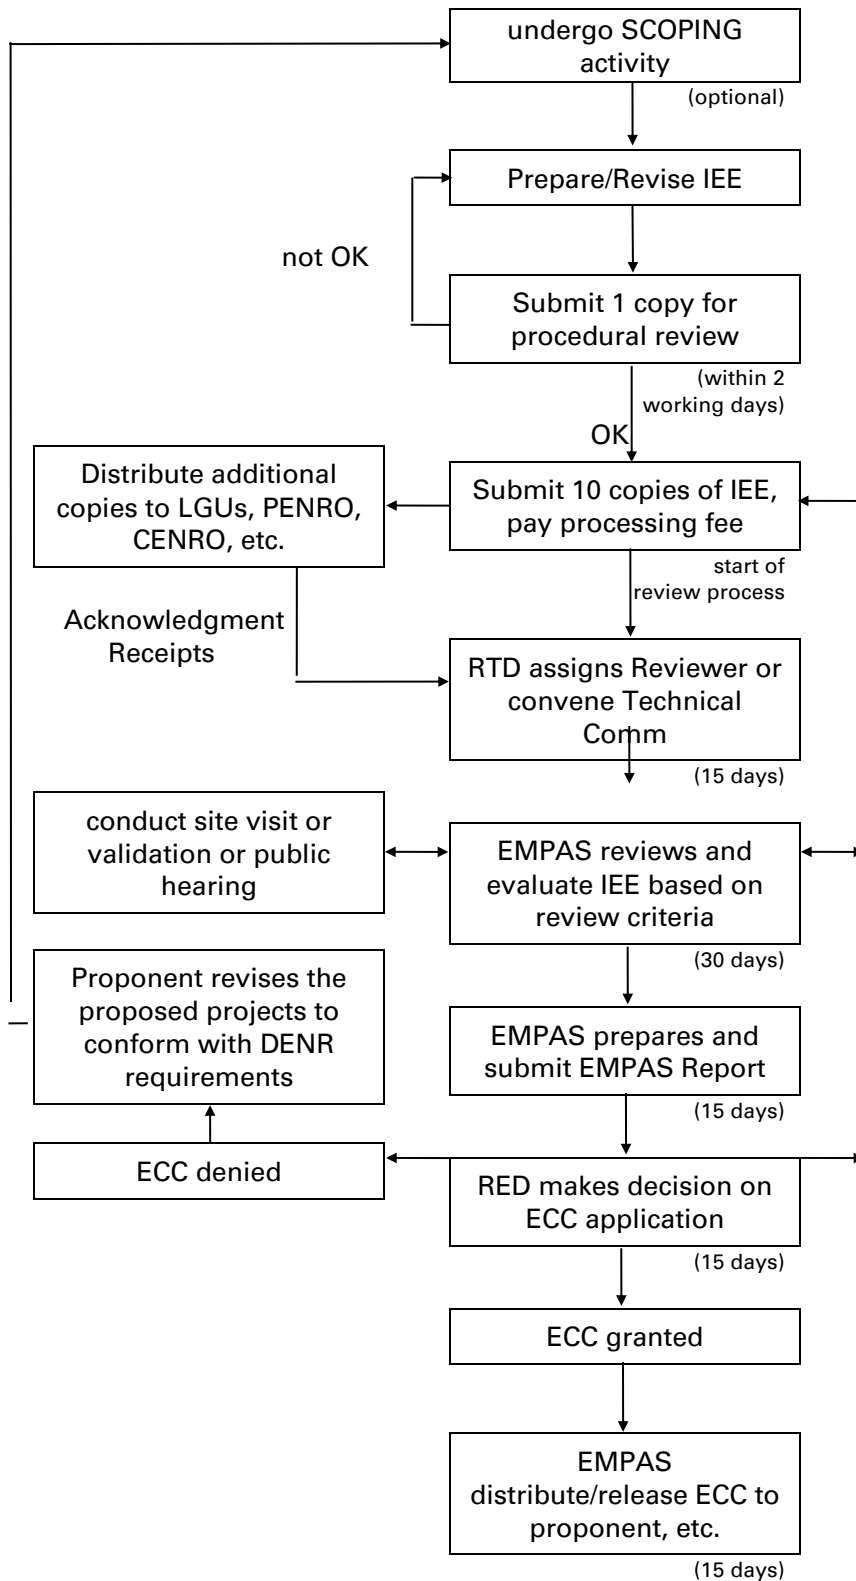 undergo SCOPING
activity
(optional)
Prepare/Revise IEE
not OK
Submit 1 copy for
procedural review
(within 2
working days)
OK
Distribute additional
copies to LGUs, PENRO,
CENRO, etc.
Submit 10 copies of IEE,
pay processing fee
start of
review process
Acknowledgment
Receipts
RTD assigns Reviewer or
convene Technical
Comm
(15 days)
conduct site visit or
validation or public
hearing
EMPAS reviews and
evaluate IEE based on
review criteria
(30 days)
Proponent revises the
proposed projects to
conform with DENR
requirements
EMPAS prepares and
submit EMPAS Report
(15 days)
ECC denied
RED makes decision on
ECC application
(15 days)
ECC granted
EMPAS
distribute/release ECC to
proponent, etc.
(15 days)